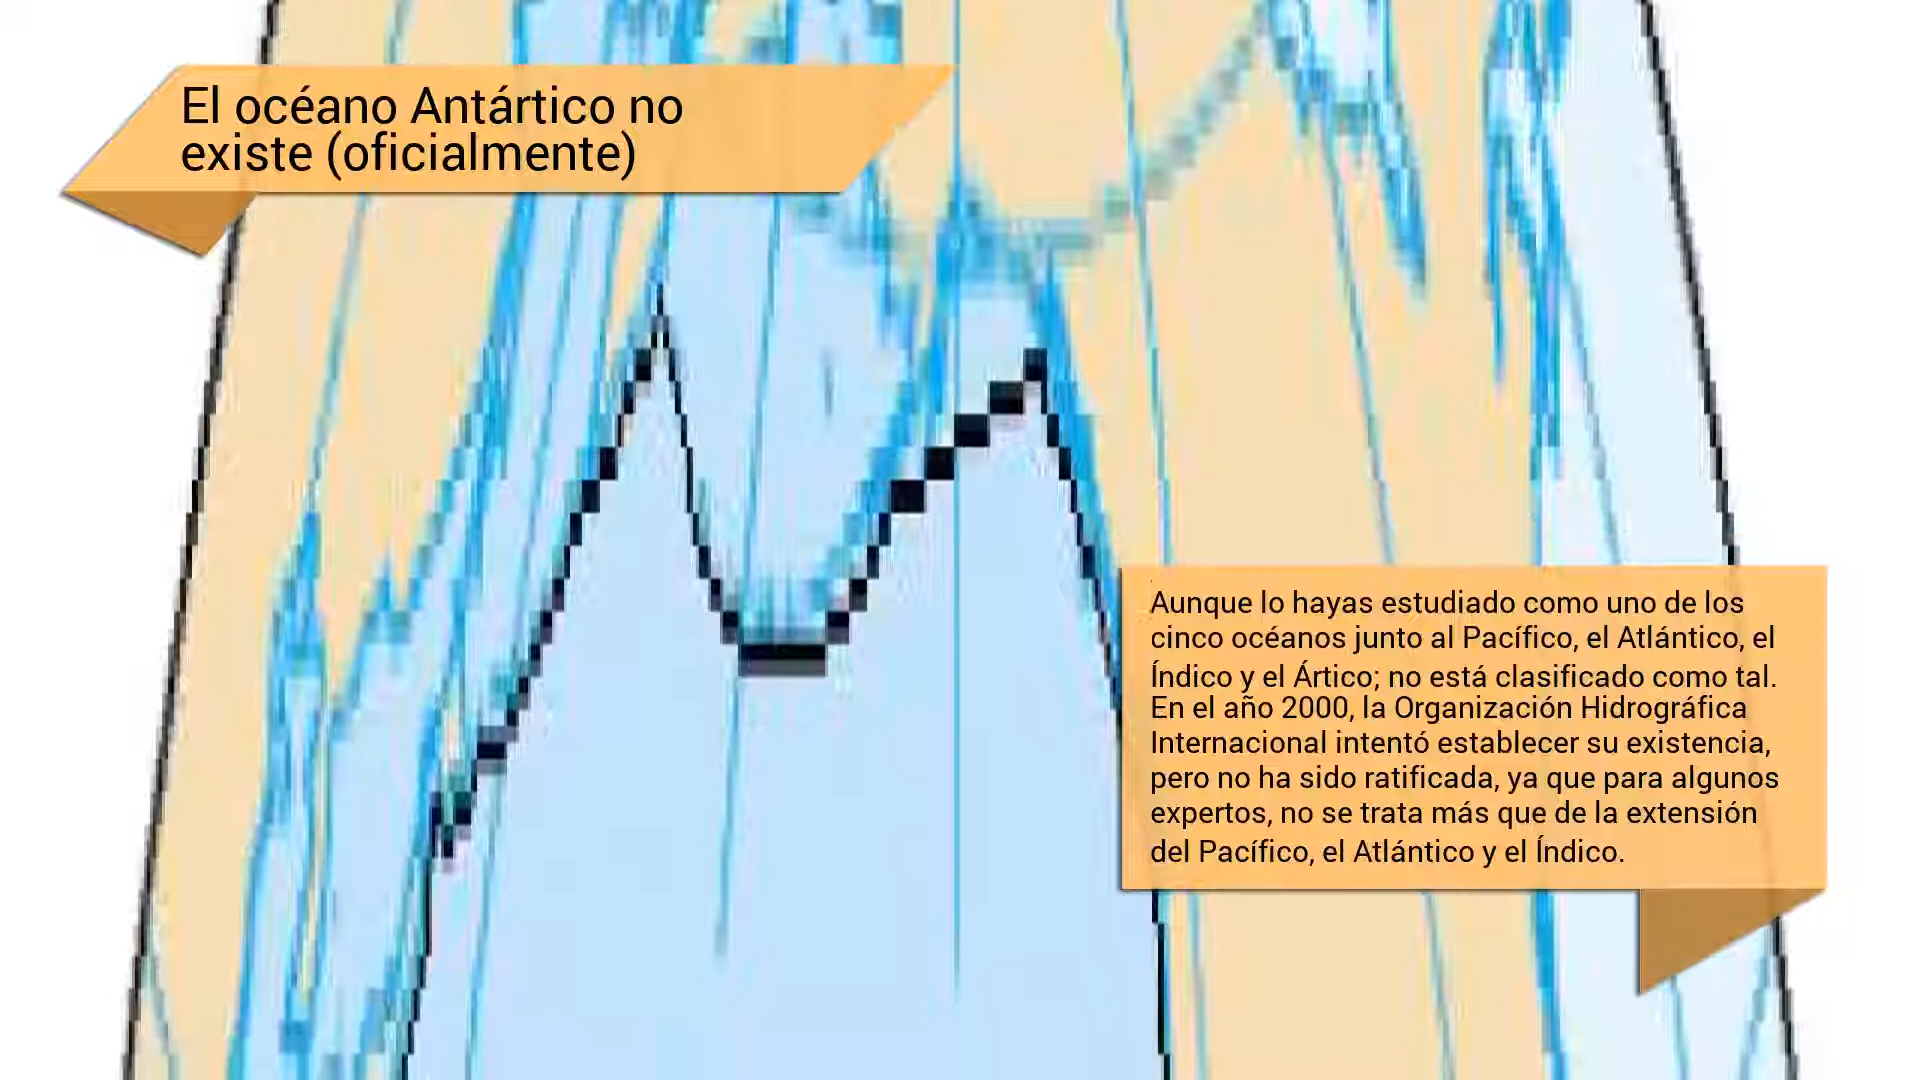 El océano Antártico no
existe (oficialmente)
Aunque lo hayas estudiado como uno de los
cinco océanos junto al Pacífico, el Atlántico, el
Índico y el Ártico; no está clasificado como tal.
En el año 2000, la Organización Hidrográfica
Internacional intentó establecer su existencia,
pero no ha sido ratificada, ya que para algunos
expertos, no se trata más que de la extensión
del Pacífico, el Atlántico y el Índico.